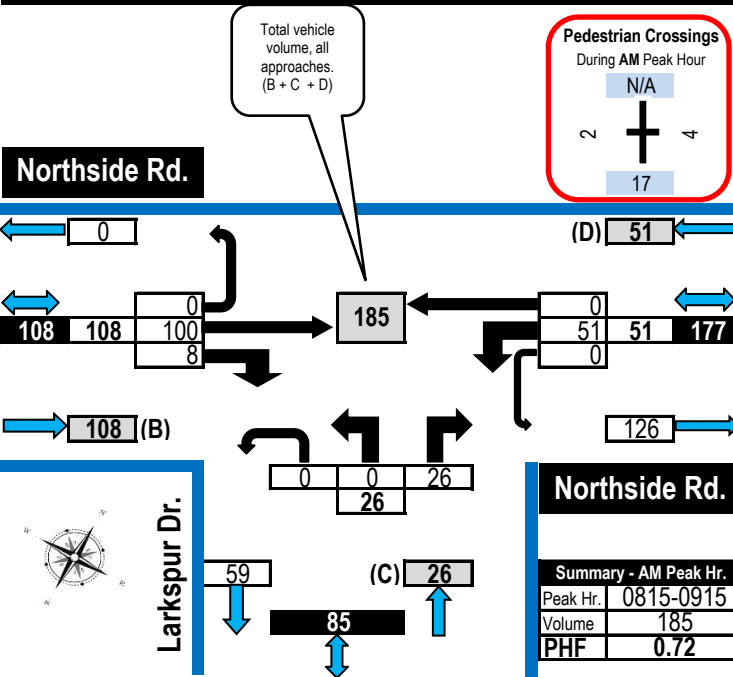 Total vehicle
volume, all
approaches.
(B + C + D)
Pedestrian Crossings
During AM Peak Hour
N/A
2
4
17
Northside Rd.
0
(D) 51
0
108 108 100
8
185
0
51 51 177
0
108 (B)
126
0 0 26
26
Northside Rd.
Larkspur Dr.
59
(C) 26
85
Summary - AM Peak Hr.
Peak Hr. 0815-0915
Volume 185
PHF 0.72